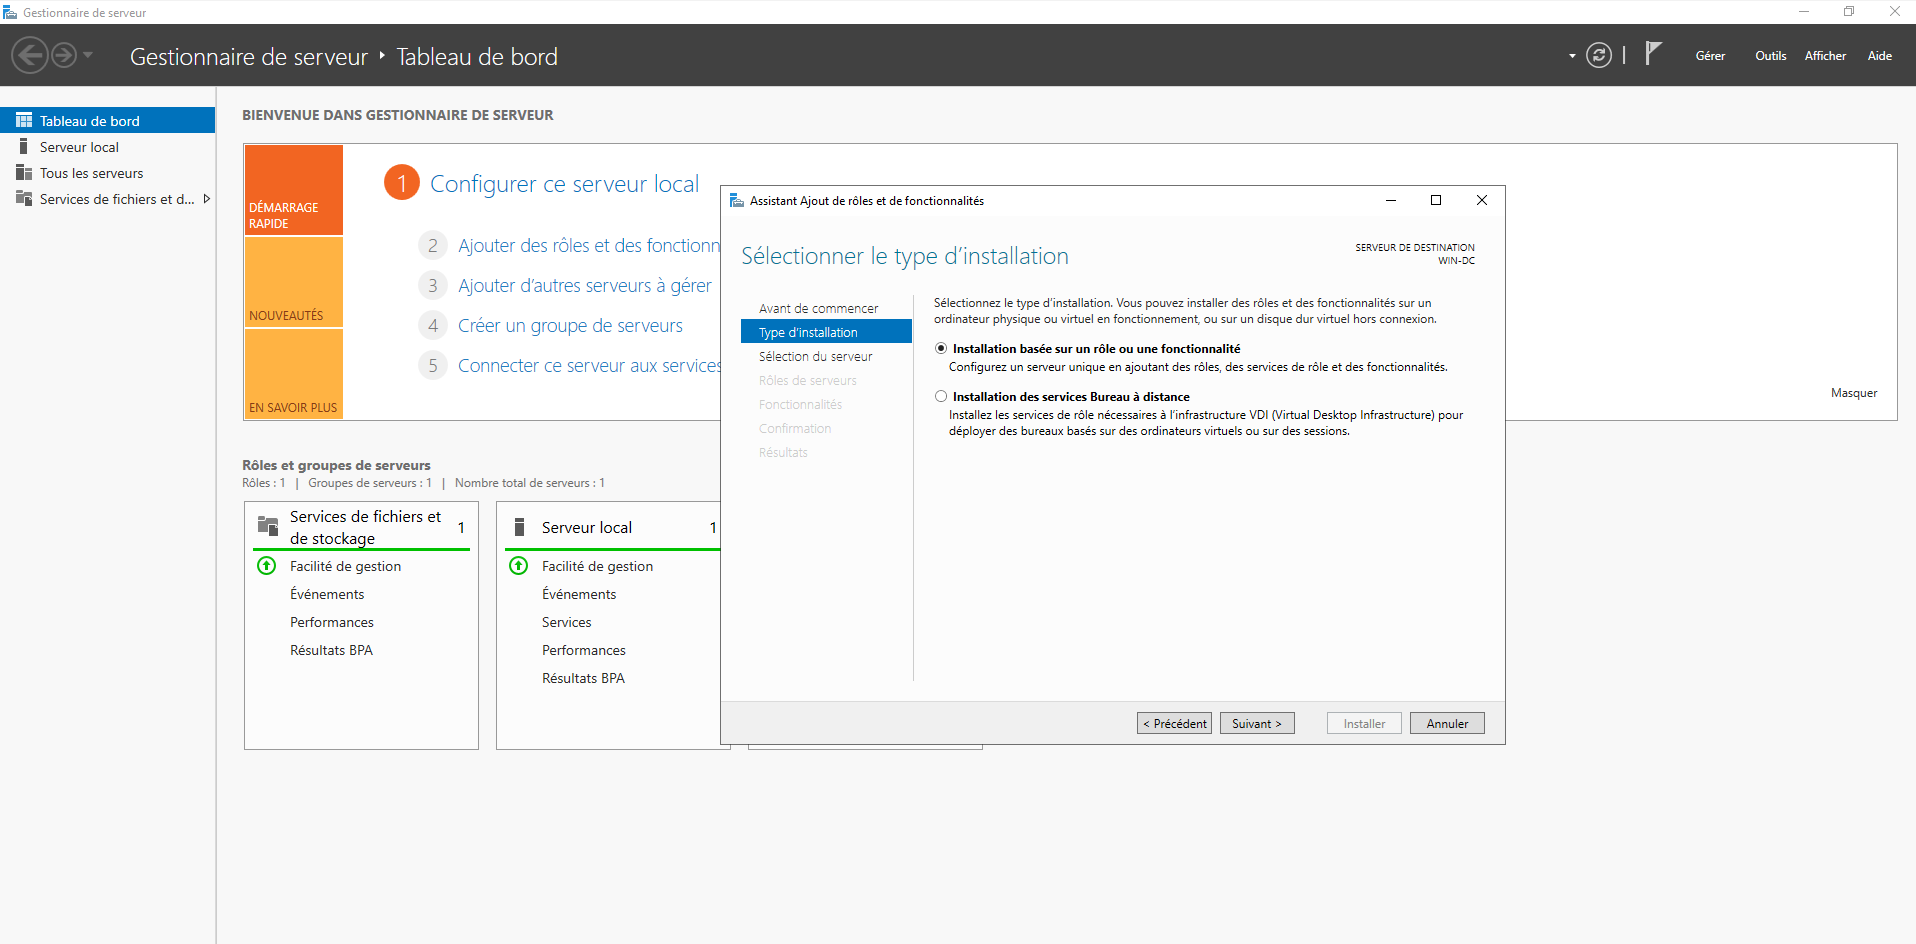 Gestionnaire de serveur
Gestionnaire de serveur ‣ Tableau de bord
Gérer
Outils
Afficher
Aide
Tableau de bord
Serveur local
Tous les serveurs
Services de fichiers et d...
BIENVENUE DANS GESTIONNAIRE DE SERVEUR
DÉMARRAGE
RAPIDE
NOUVEAUTÉS
EN SAVOIR PLUS
1 Configurer ce serveur local
2 Ajouter des rôles et des fonctionn
3 Ajouter d’autres serveurs à gérer
4 Créer un groupe de serveurs
5 Connecter ce serveur aux services
Masquer
Rôles et groupes de serveurs
Rôles : 1 | Groupes de serveurs : 1 | Nombre total de serveurs : 1
Services de fichiers et
de stockage
1
Facilité de gestion
Événements
Performances
Résultats BPA
Serveur local 1
Facilité de gestion
Événements
Services
Performances
Résultats BPA
Assistant Ajout de rôles et de fonctionnalités
Sélectionner le type d’installation
SERVEUR DE DESTINATION
WIN-DC
Avant de commencer
Type d’installation
Sélection du serveur
Rôles de serveurs
Fonctionnalités
Confirmation
Résultats
Sélectionnez le type d’installation. Vous pouvez installer des rôles et des fonctionnalités sur un
ordinateur physique ou virtuel en fonctionnement, ou sur un disque dur virtuel hors connexion.
Installation basée sur un rôle ou une fonctionnalité
Configurez un serveur unique en ajoutant des rôles, des services de rôle et des fonctionnalités.
Installation des services Bureau à distance
Installez les services de rôle nécessaires à l’infrastructure VDI (Virtual Desktop Infrastructure) pour
déployer des bureaux basés sur des ordinateurs virtuels ou sur des sessions.
< Précédent
Suivant >
Installer
Annuler